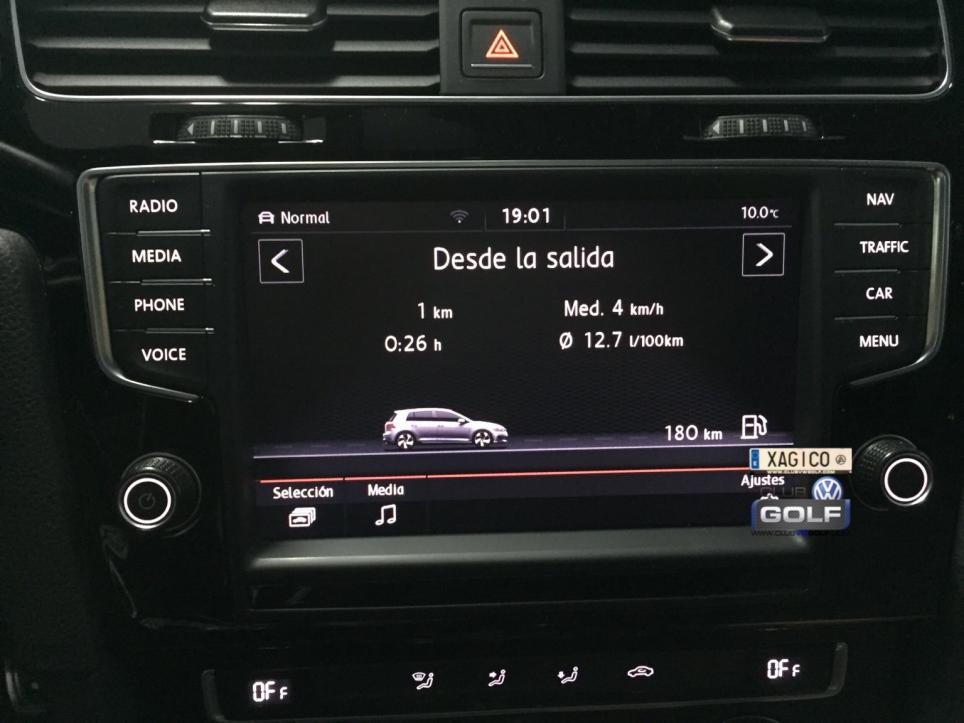 RADIO
MEDIA
PHONE
VOICE
Normal
19:01
10.0°C
Desde la salida
1 km
Med. 4 km/h
0:26 h
Ø 12.7 l/100km
180 km
Selección
Media
Ajustes
NAV
TRAFFIC
CAR
MENU
XAGICO
CLUB
GOLF
OFF
OFF